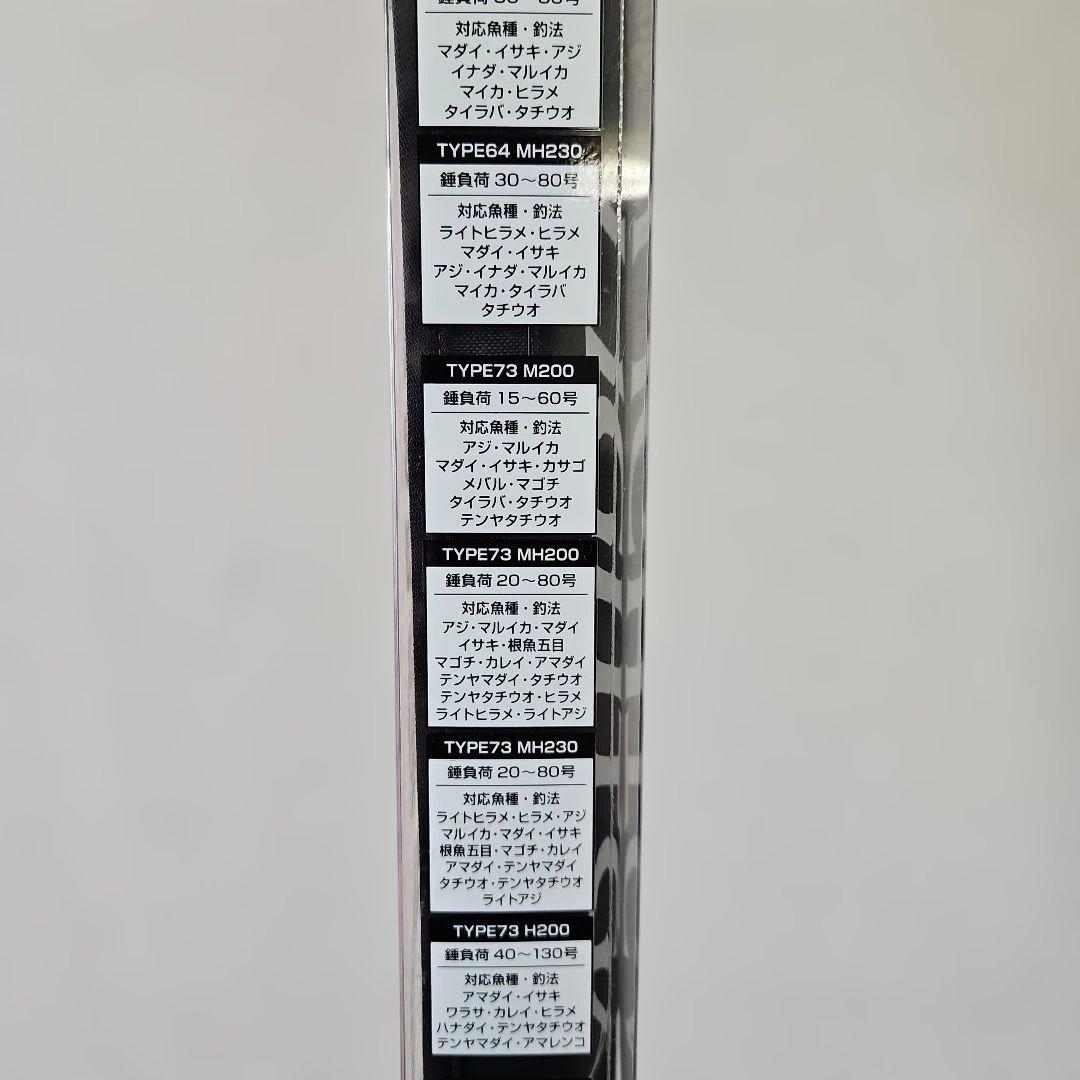 対応魚種・釣法
マダイ・イサキ・アジ
イナダ・マルイカ
マイカ・ヒラメ
タイラバ・タチウオ
TYPE64 MH230
錘負荷 30～80号
対応魚種・釣法
ライトヒラメ・ヒラメ
マダイ・イサキ
アジ・イナダ・マルイカ
マイカ・タイラバ
タチウオ
TYPE73 M200
錘負荷 15～60号
対応魚種・釣法
アジ・マルイカ
マダイ・イサキ・カサゴ
メバル・マゴチ
タイラバ・タチウオ
テンヤタチウオ
TYPE73 MH200
錘負荷 20～80号
対応魚種・釣法
アジ・マルイカ・マダイ
イサキ・根魚五目
マゴチ・カレイ・アマダイ
テンヤマダイ・タチウオ
テンヤタチウオ・ヒラメ
ライトヒラメ・ライトアジ
TYPE73 MH230
錘負荷 20～80号
対応魚種・釣法
ライトヒラメ・ヒラメ・アジ
マルイカ・マダイ・イサキ
根魚五目・マゴチ・カレイ
アマダイ・テンヤマダイ
タチウオ・テンヤタチウオ
ライトアジ
TYPE73 H200
錘負荷 40～130号
対応魚種・釣法
アマダイ・イサキ
ワラサ・カレイ・ヒラメ
ハナダイ・テンヤタチウオ
テンヤマダイ・アマレンコ